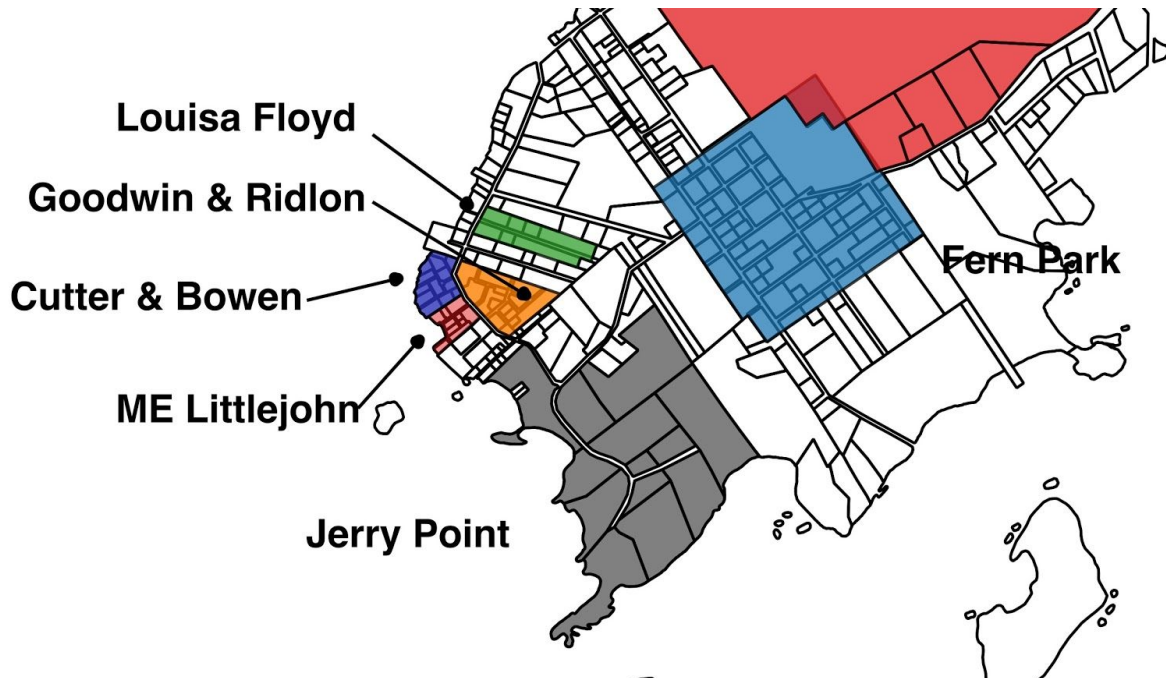 Louisa Floyd
Goodwin & Ridlon
Fern Park
Cutter & Bowen
ME Littlejohn
Jerry Point